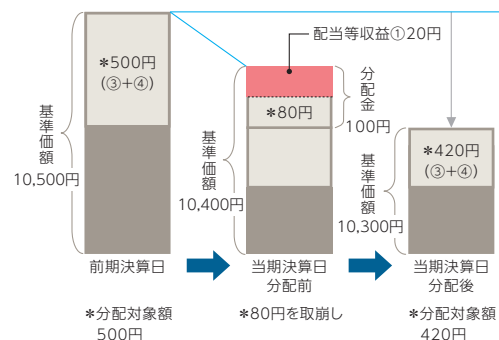 ＊500円
（③＋④）
基準価額
10,500円
前期決算日
＊分配対象額
500円
配当等収益①20円
＊80円
分配金
100円
基準価額
10,400円
当期決算日
分配前
＊80円を取崩し
＊420円
（③＋④）
基準価額
10,300円
当期決算日
分配後
＊分配対象額
420円